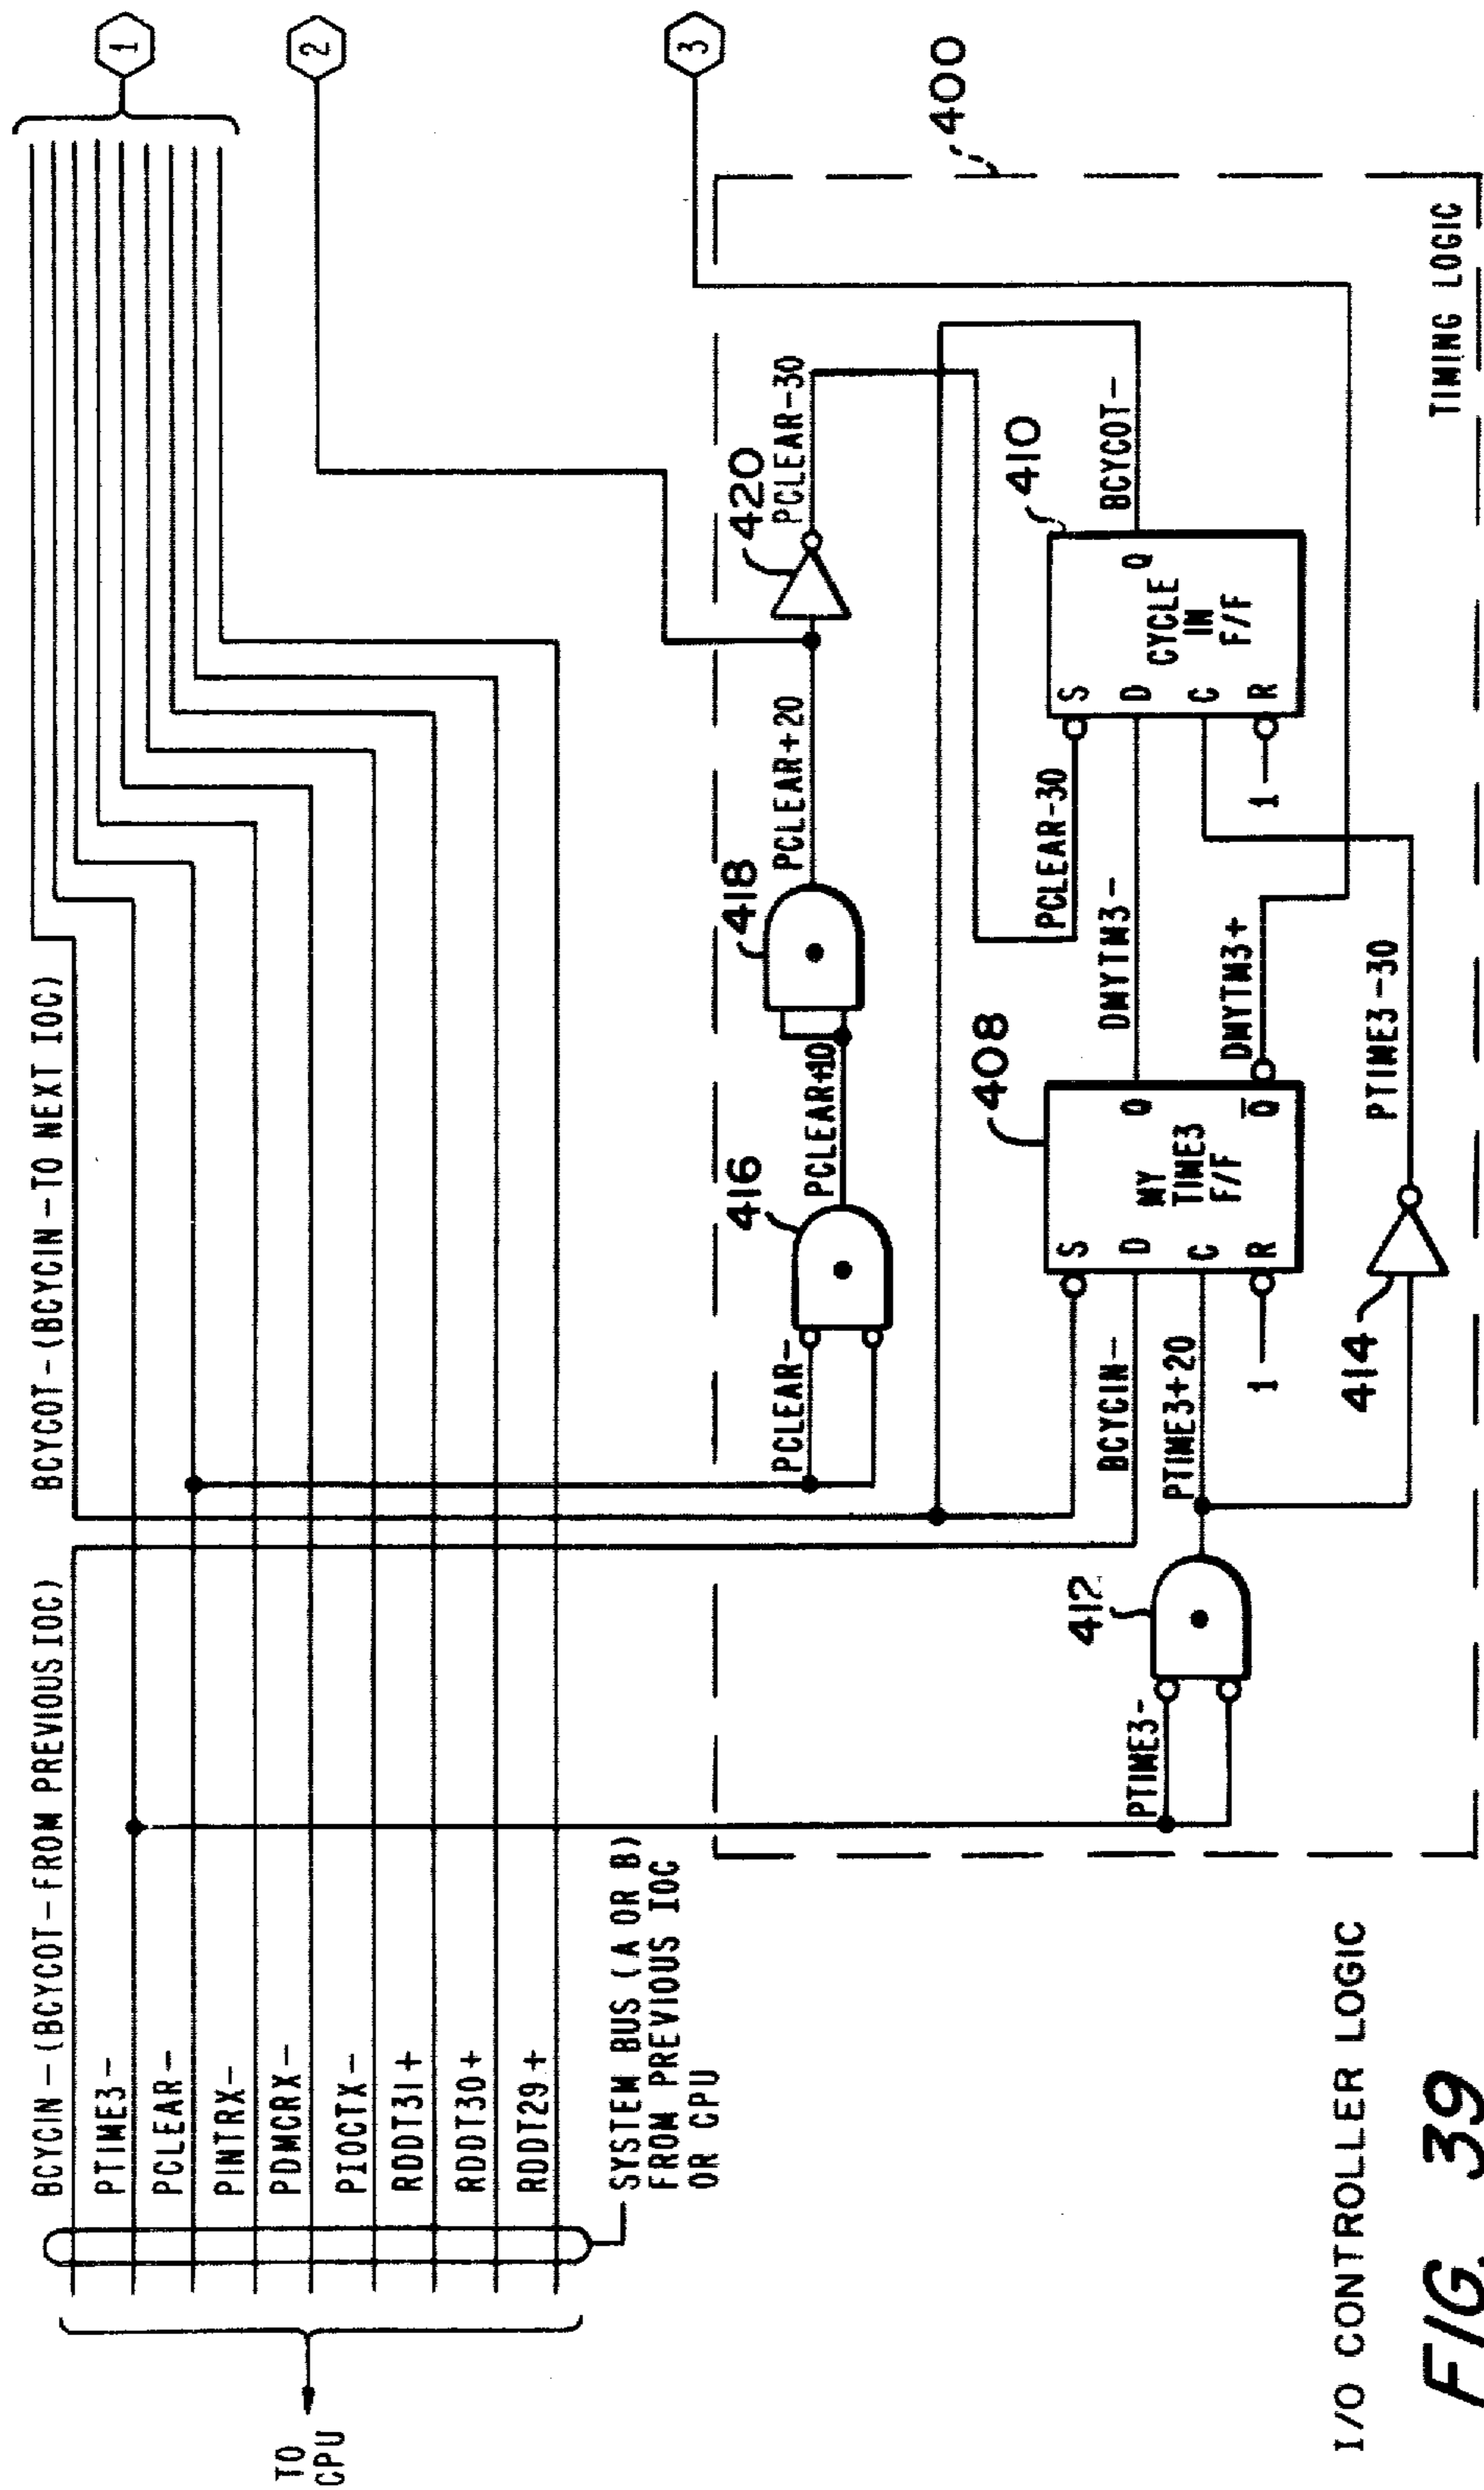 BCYCIN - (BCYCOT - FROM PREVIOUS IOC)
BCYCOT - (BCYCIN - TO NEXT IOC)
PTIME3-
PCLEAR-
PINTRX-
PDMCRX-
PIOCTX-
RDDT31+
RDDT30+
RDDT29+
TO
CPU
SYSTEM BUS (A OR B)
FROM PREVIOUS IOC
OR CPU
1
2
3
400
PCLEAR-
416
PCLEAR+10
418
PCLEAR+20
420
PCLEAR-30
PTIME3-
412
BCYCIN-
PTIME3+20
1
408
S
D
C
R
MY
TIME3
F/F
Q
Q̅
DMYTM3-
DMYTM3+
PCLEAR-30
1
410
S
D
C
R
CYCLE
IN
F/F
Q
BCYCOT-
414
PTIME3-30
TIMING LOGIC
I/O CONTROLLER LOGIC
FIG. 39